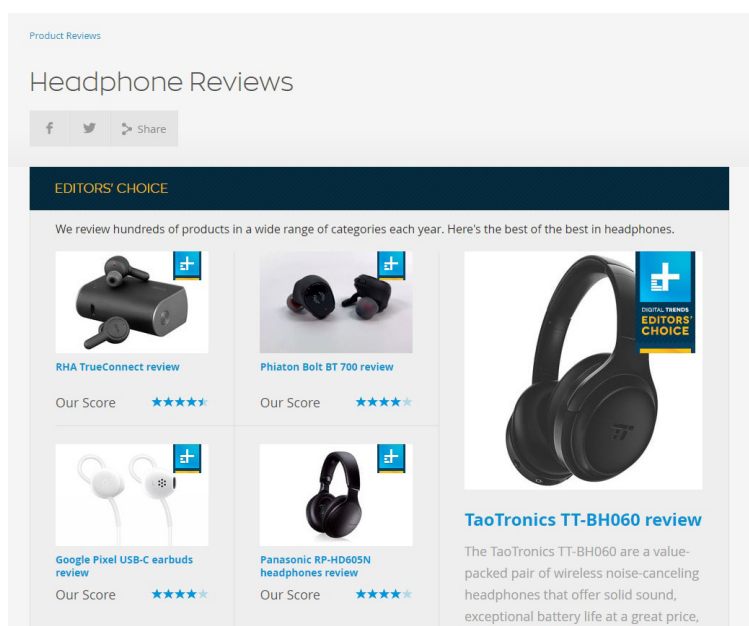 Product Reviews
Headphone Reviews
Share
EDITORS' CHOICE
We review hundreds of products in a wide range of categories each year. Here's the best of the best in headphones.
RHA TrueConnect review
Our Score
Phiaton Bolt BT 700 review
Our Score
Google Pixel USB-C earbuds
review
Our Score
Panasonic RP-HD605N
headphones review
Our Score
DIGITAL TRENDS
EDITORS'
CHOICE
TaoTronics TT-BH060 review
The TaoTronics TT-BH060 are a value-
packed pair of wireless noise-canceling
headphones that offer solid sound,
exceptional battery life at a great price,